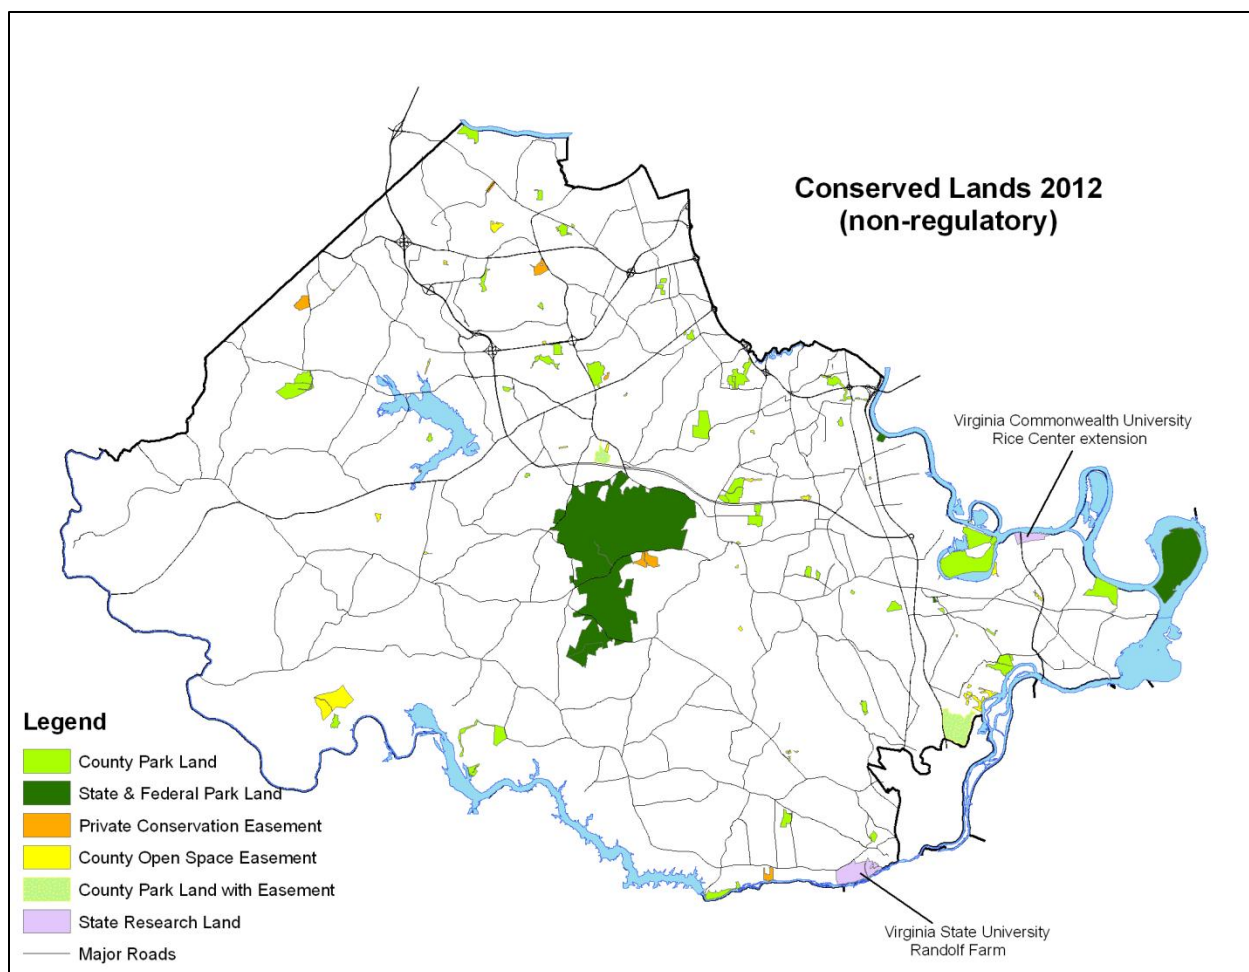 Conserved Lands 2012
(non-regulatory)
Virginia Commonwealth University
Rice Center extension
Legend
County Park Land
State & Federal Park Land
Private Conservation Easement
County Open Space Easement
County Park Land with Easement
State Research Land
Major Roads
Virginia State University
Randolf Farm